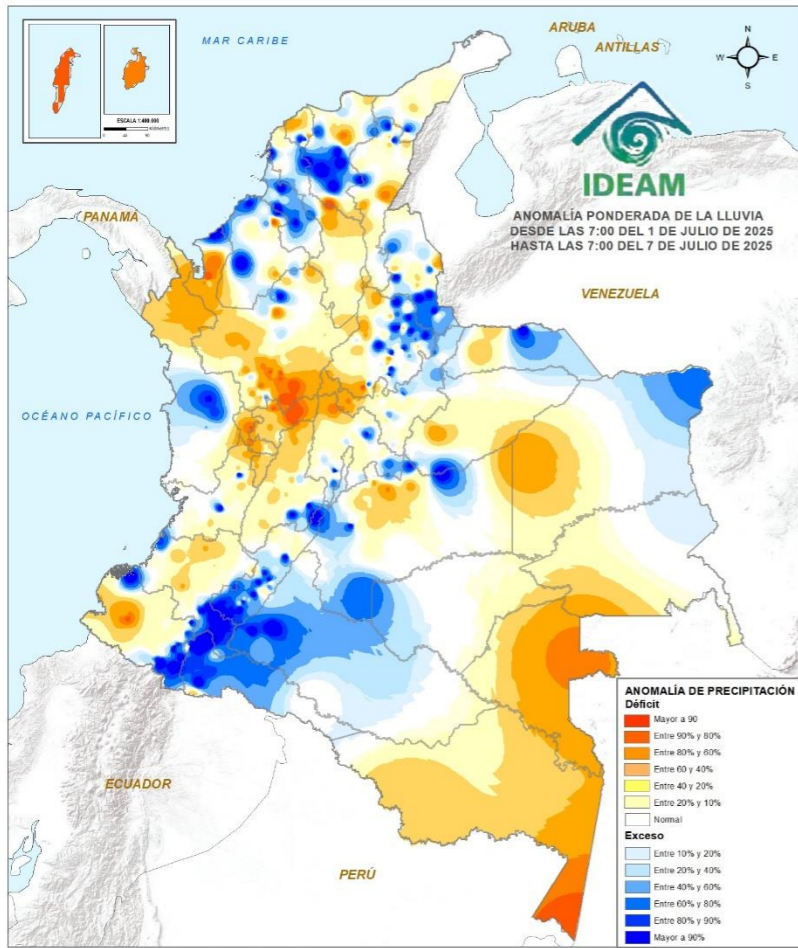 MAR CARIBE
ARUBA
ANTILLAS
N
W
E
S
ESCALA 1:400.000
IDEAM
ANOMALÍA PONDERADA DE LA LLUVIA
DESDE LAS 7:00 DEL 1 DE JULIO DE 2025
HASTA LAS 7:00 DEL 7 DE JULIO DE 2025
PANAMÁ
VENEZUELA
OCÉANO PACÍFICO
ECUADOR
PERÚ
ANOMALÍA DE PRECIPITACIÓN
Déficit
Mayor a 90
Entre 90% y 80%
Entre 80% y 60%
Entre 60 y 40%
Entre 40 y 20%
Entre 20% y 10%
Normal
Exceso
Entre 10% y 20%
Entre 20% y 40%
Entre 40% y 60%
Entre 60% y 80%
Entre 80% y 90%
Mayor a 90%